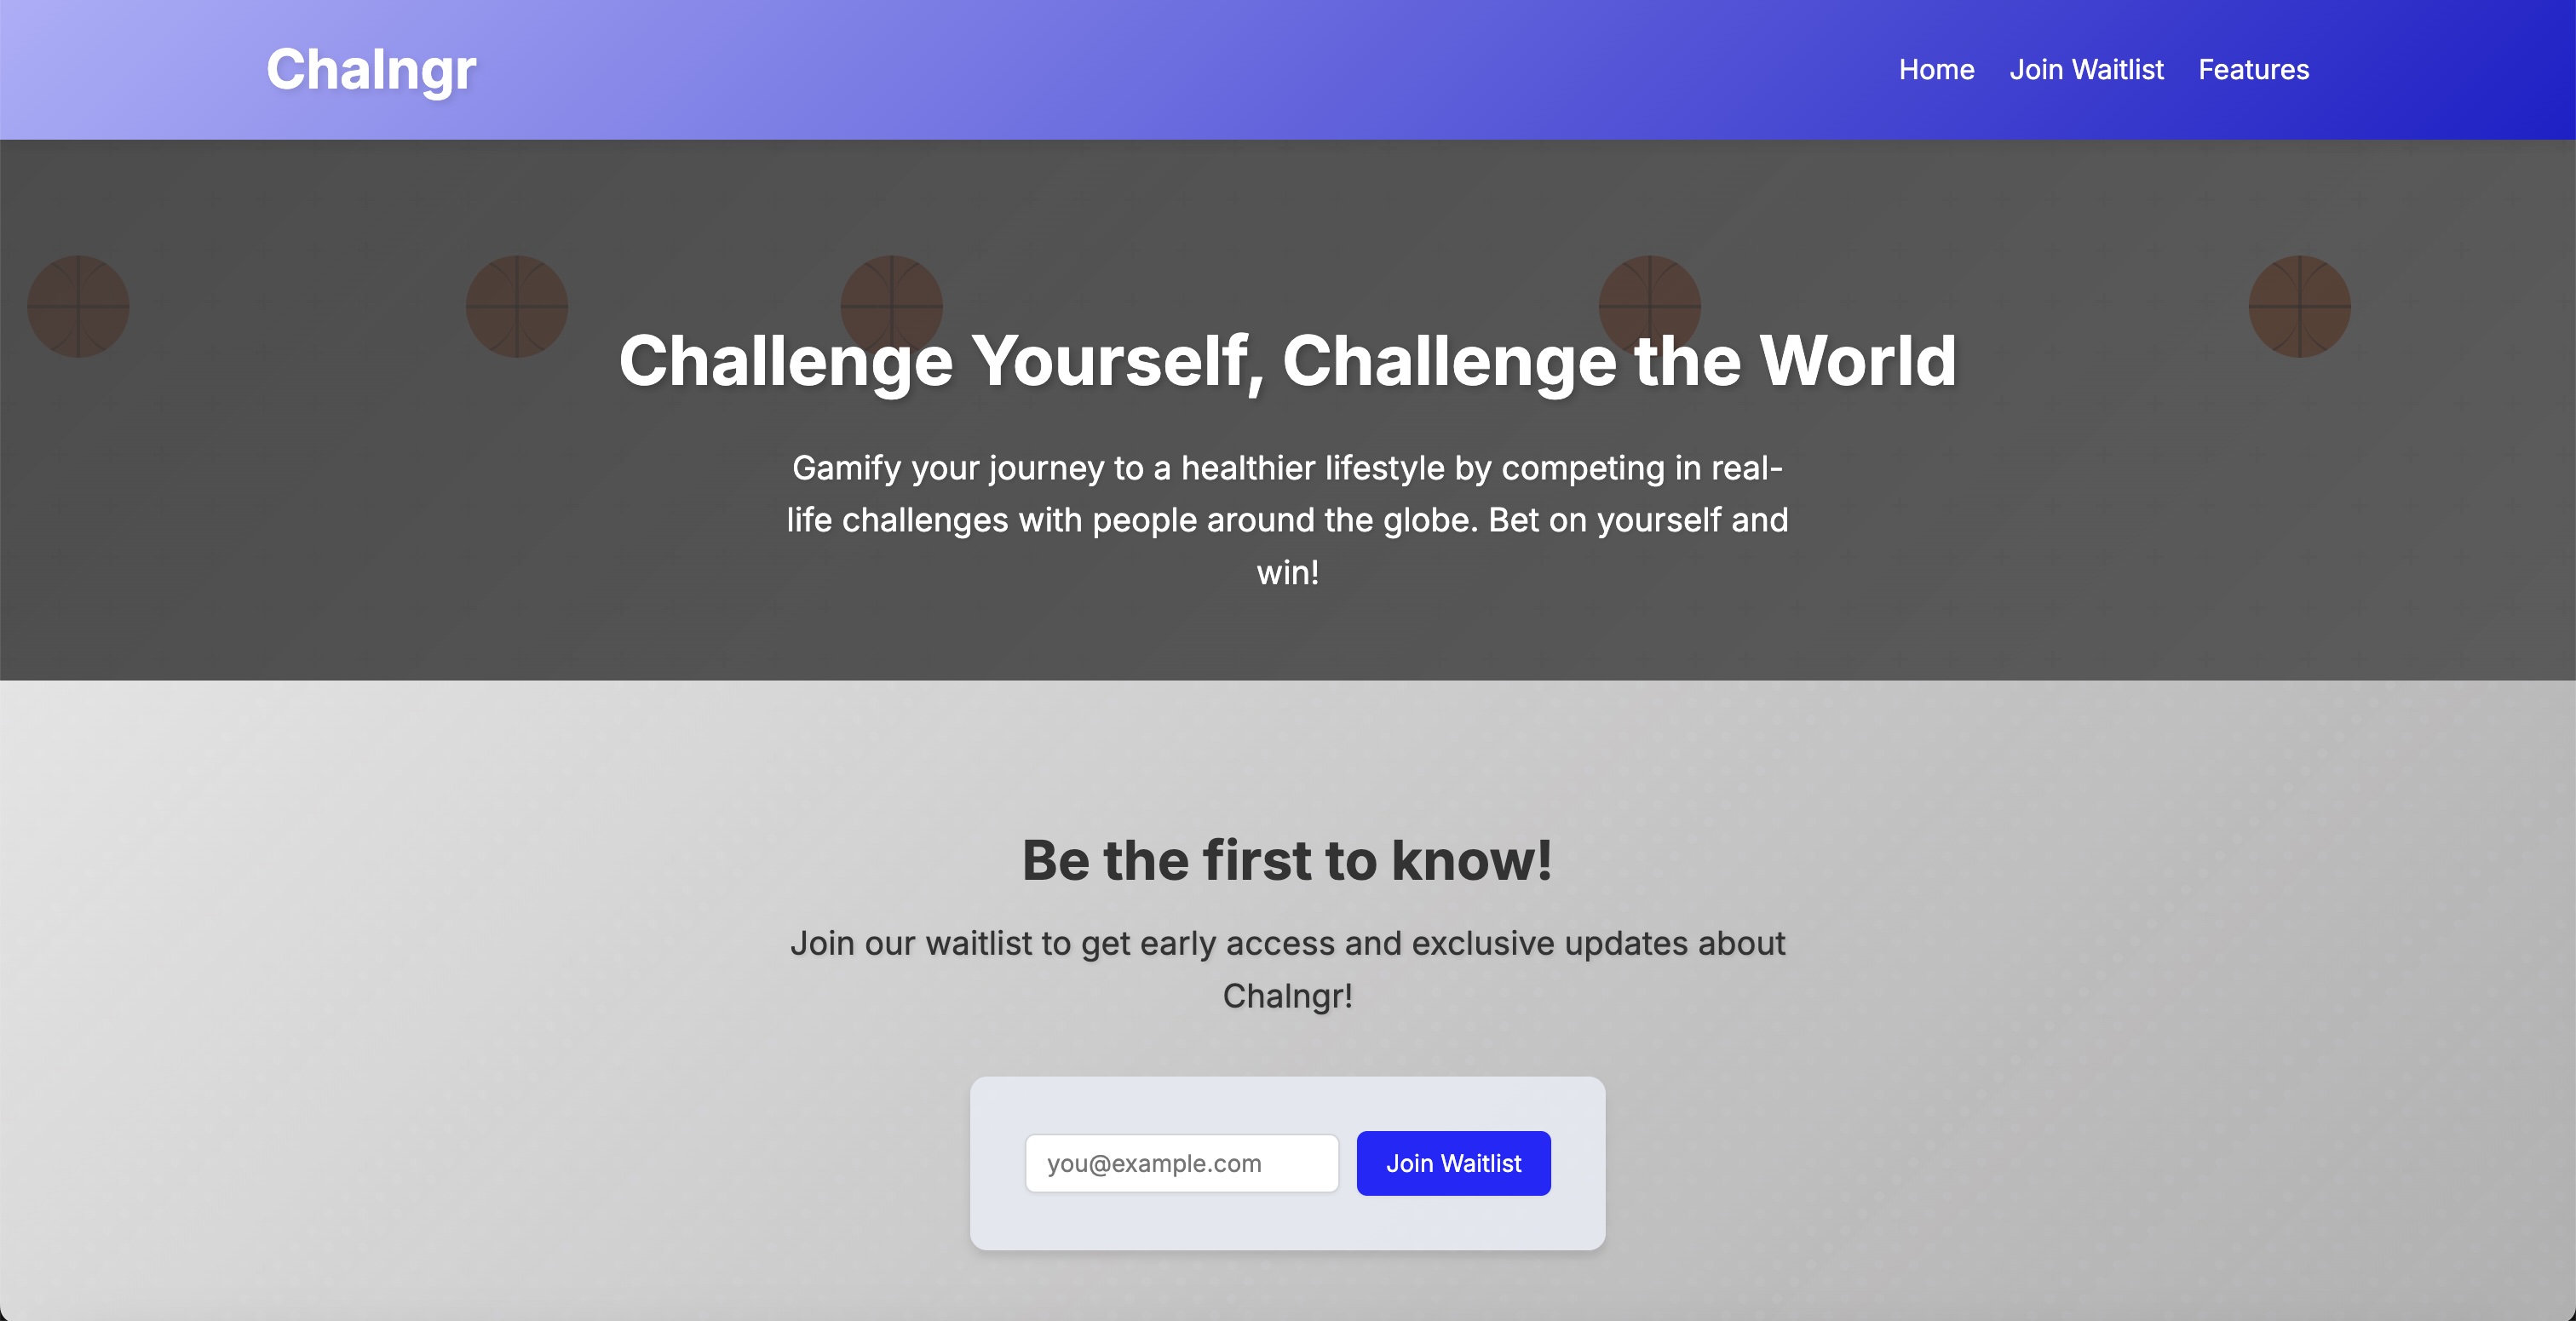 Chalngr
Home Join Waitlist Features
Challenge Yourself, Challenge the World
Gamify your journey to a healthier lifestyle by competing in real-
life challenges with people around the globe. Bet on yourself and
win!
Be the first to know!
Join our waitlist to get early access and exclusive updates about
Chalngr!
you@example.com
Join Waitlist